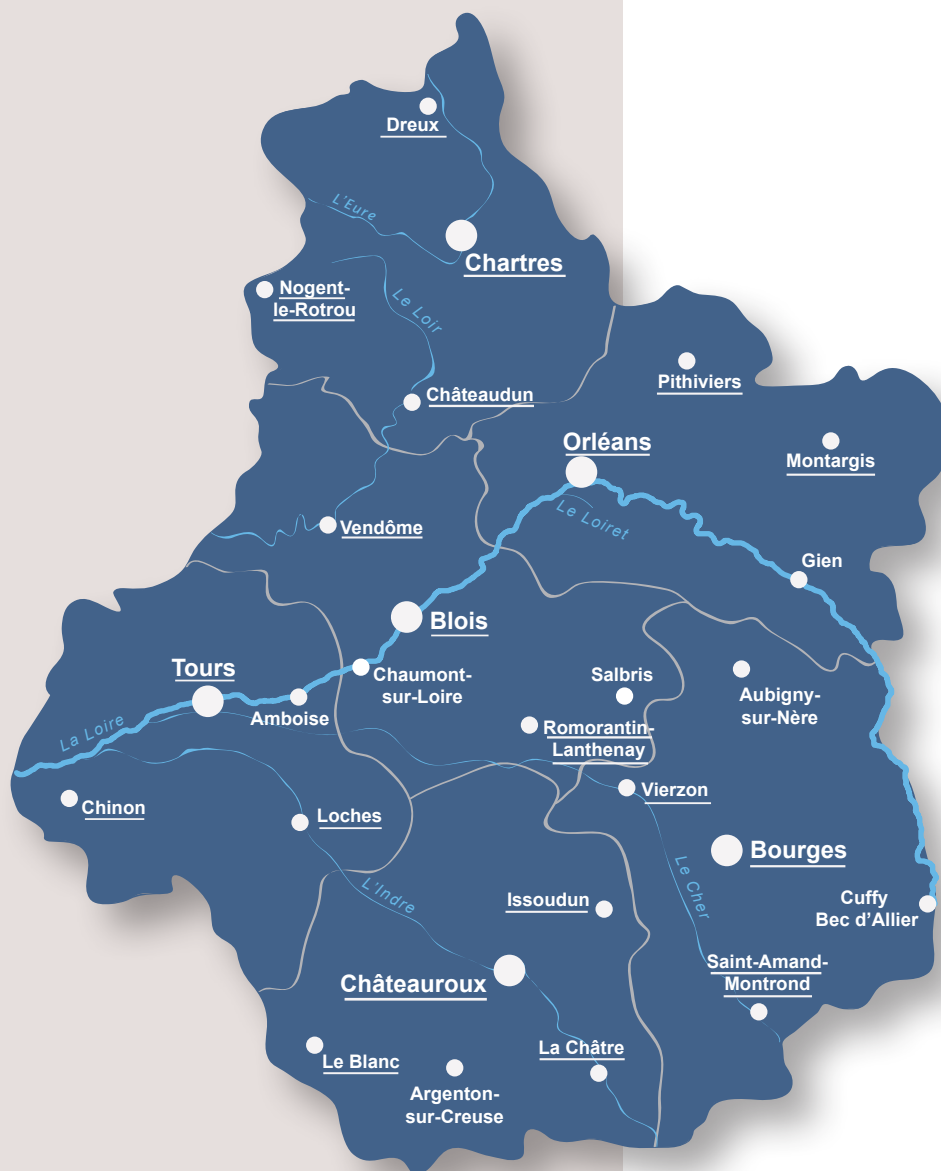 Dreux
L'Eure
Chartres
Nogent-
le-Rotrou
Le Loir
Pithiviers
Châteaudun
Orléans
Montargis
Le Loiret
Vendôme
Gien
Blois
Tours
Chaumont-
sur-Loire
Salbris
Aubigny-
sur-Nère
Amboise
La Loire
Romorantin-
Lanthenay
Vierzon
Chinon
Loches
Bourges
Le Cher
L'Indre
Issoudun
Cuffy
Bec d'Allier
Saint-Amand-
Montrond
Châteauroux
Le Blanc
La Châtre
Argenton-
sur-Creuse